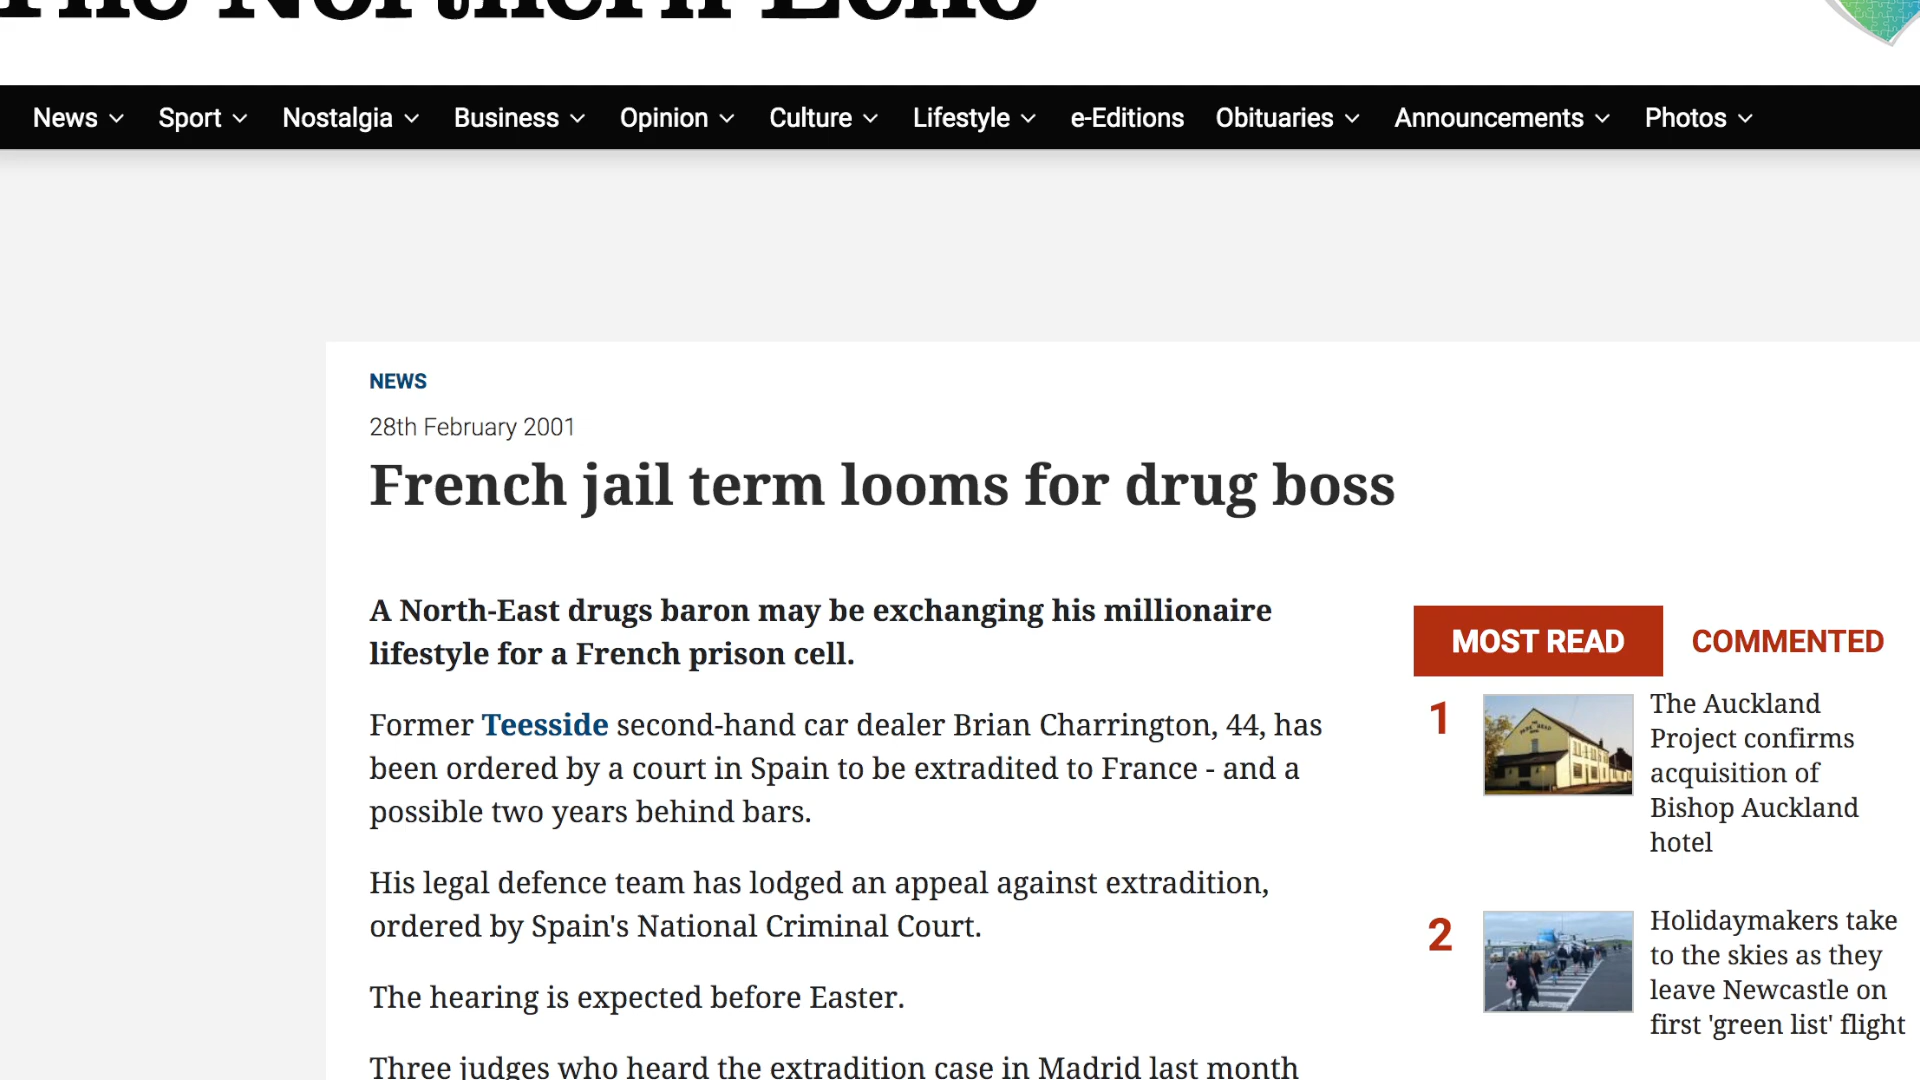 The Northern Echo
News Sport Nostalgia Business Opinion Culture Lifestyle e-Editions Obituaries Announcements Photos
NEWS
28th February 2001
French jail term looms for drug boss
A North-East drugs baron may be exchanging his millionaire
lifestyle for a French prison cell.
Former Teesside second-hand car dealer Brian Charrington, 44, has
been ordered by a court in Spain to be extradited to France - and a
possible two years behind bars.
His legal defence team has lodged an appeal against extradition,
ordered by Spain's National Criminal Court.
The hearing is expected before Easter.
Three judges who heard the extradition case in Madrid last month
MOST READ COMMENTED
1
The Auckland
Project confirms
acquisition of
Bishop Auckland
hotel
2
Holidaymakers take
to the skies as they
leave Newcastle on
first 'green list' flight